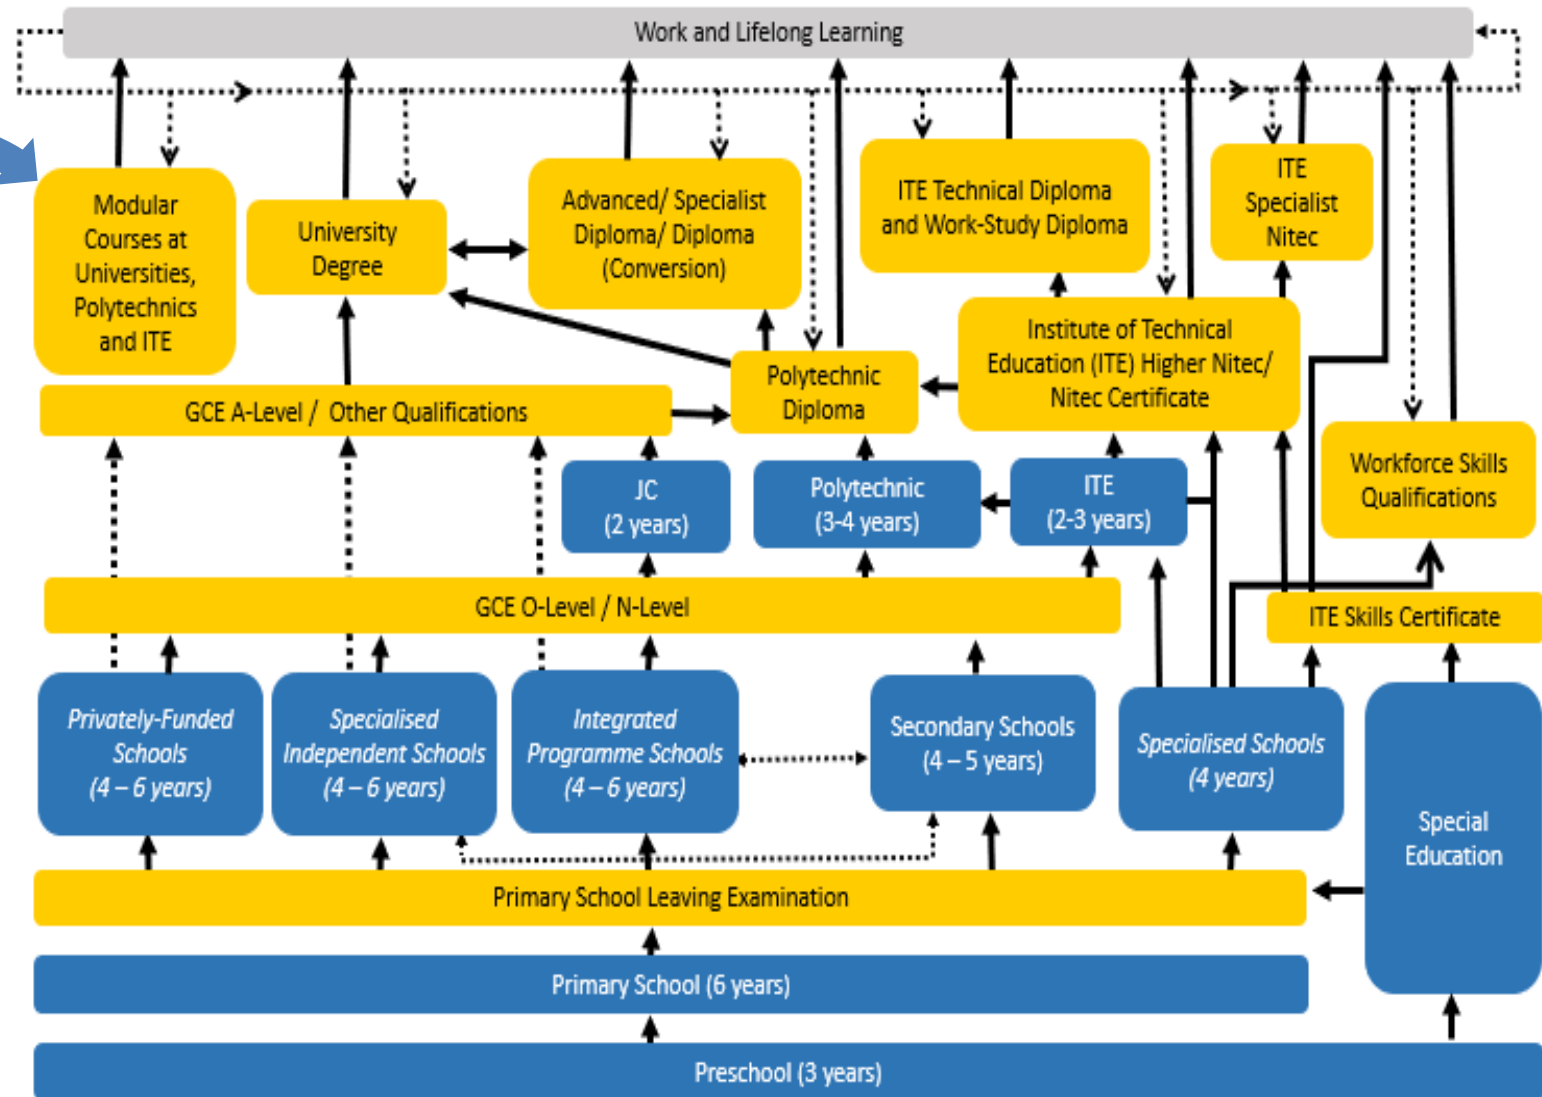 Work and Lifelong Learning
Modular
Courses at
Universities,
Polytechnics
and ITE
University
Degree
Advanced/ Specialist
Diploma/ Diploma
(Conversion)
ITE Technical Diploma
and Work-Study Diploma
ITE
Specialist
Nitec
Institute of Technical
Education (ITE) Higher Nitec/
Nitec Certificate
Polytechnic
Diploma
GCE A-Level / Other Qualifications
Workforce Skills
Qualifications
JC
(2 years)
Polytechnic
(3-4 years)
ITE
(2-3 years)
GCE O-Level / N-Level
ITE Skills Certificate
Privately-Funded
Schools
(4 – 6 years)
Specialised
Independent Schools
(4 – 6 years)
Integrated
Programme Schools
(4 – 6 years)
Secondary Schools
(4 – 5 years)
Specialised Schools
(4 years)
Special
Education
Primary School Leaving Examination
Primary School (6 years)
Preschool (3 years)